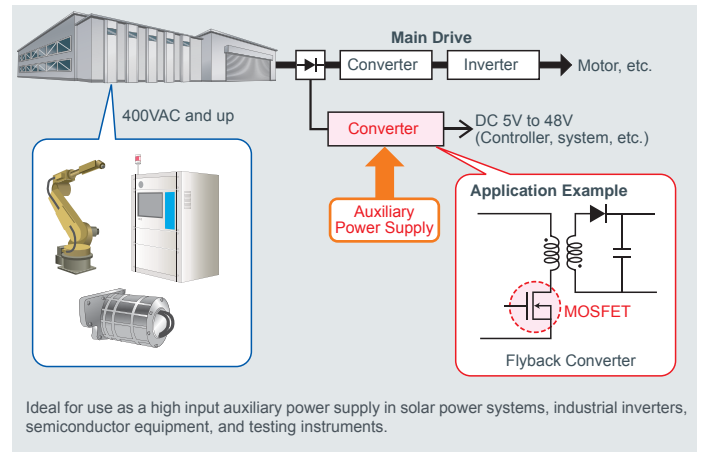 Main Drive
Converter
Inverter
Motor, etc.
400VAC and up
Converter
DC 5V to 48V
(Controller, system, etc.)
Auxiliary
Power Supply
Application Example
MOSFET
Flyback Converter
Ideal for use as a high input auxiliary power supply in solar power systems, industrial inverters,
semiconductor equipment, and testing instruments.